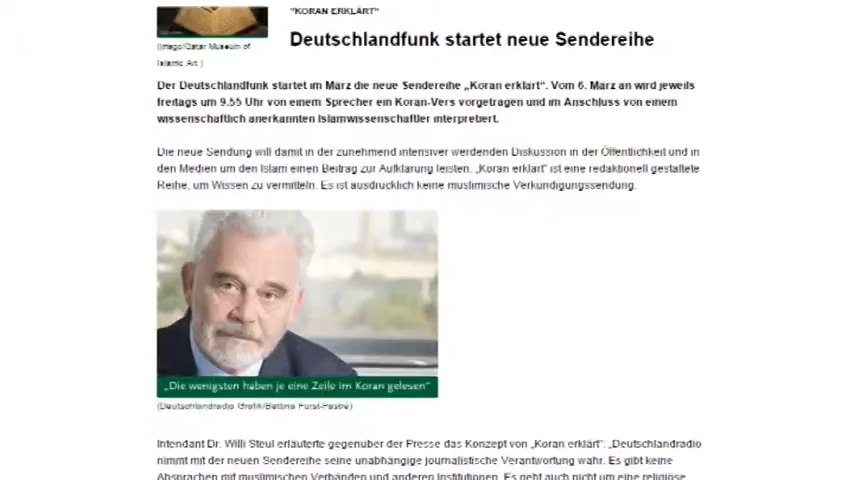 "KORAN ERKLÄRT"
Deutschlandfunk startet neue Sendereihe
(imago/Qatar Museum of
Islamic Art )
Der Deutschlandfunk startet im März die neue Sendereihe „Koran erklärt“. Vom 6. März an wird jeweils
freitags um 9.55 Uhr von einem Sprecher ein Koran-Vers vorgetragen und im Anschluss von einem
wissenschaftlich anerkannten Islamwissenschaftler interpretiert.
Die neue Sendung will damit in der zunehmend intensiver werdenden Diskussion in der Öffentlichkeit und in
den Medien um den Islam einen Beitrag zur Aufklärung leisten. „Koran erklärt“ ist eine redaktionell gestaltete
Reihe, um Wissen zu vermitteln. Es ist ausdrücklich keine muslimische Verkündigungssendung.
„Die wenigsten haben je eine Zeile im Koran gelesen“
(Deutschlandradio Grafik/Bettina
Intendant Dr. Willi Steul erläuterte gegenüber der Presse das Konzept von „Koran erklärt“: „Deutschlandradio
nimmt mit der neuen Sendereihe seine unabhängige journalistische Verantwortung wahr. Es gibt keine
Absprachen mit muslimischen Verbänden und anderen Institutionen. Es geht auch nicht um eine religiöse